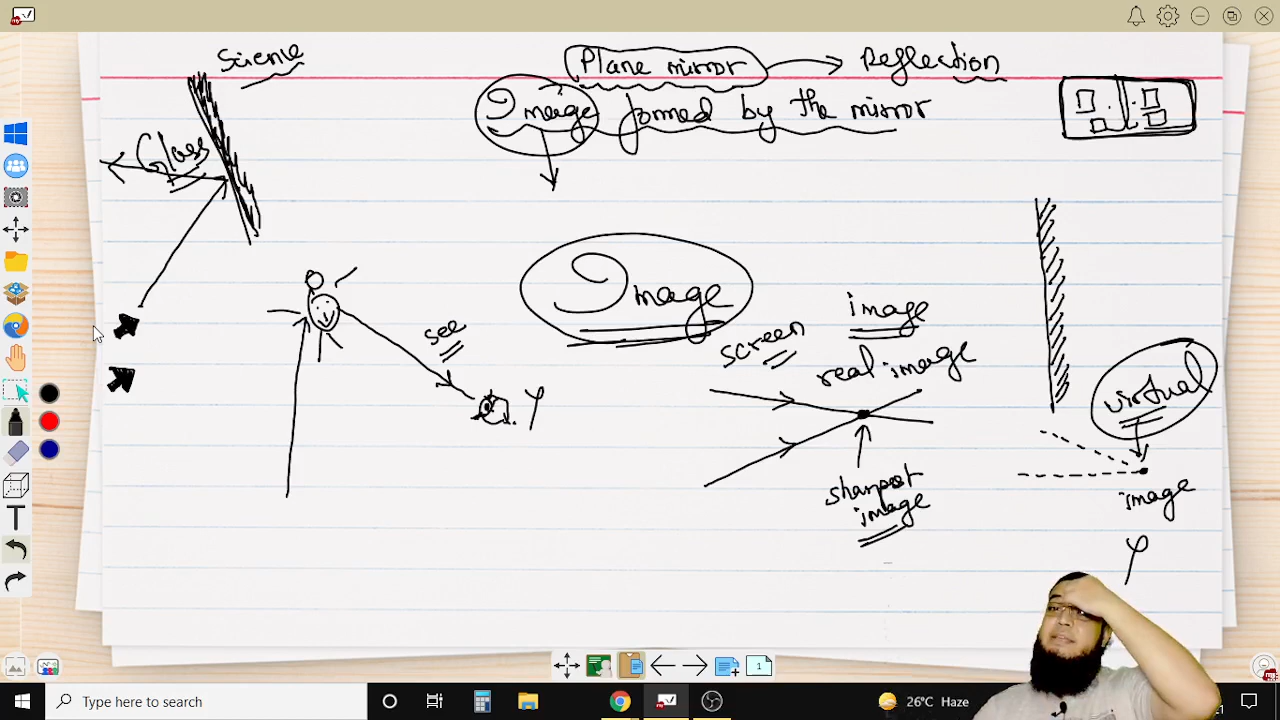 Science
Plane mirror → Reflection
Image formed by the mirror
Glass
Image
see
screen
image
real image
virtual
sharpest
image
image
1
Type here to search
26°C Haze